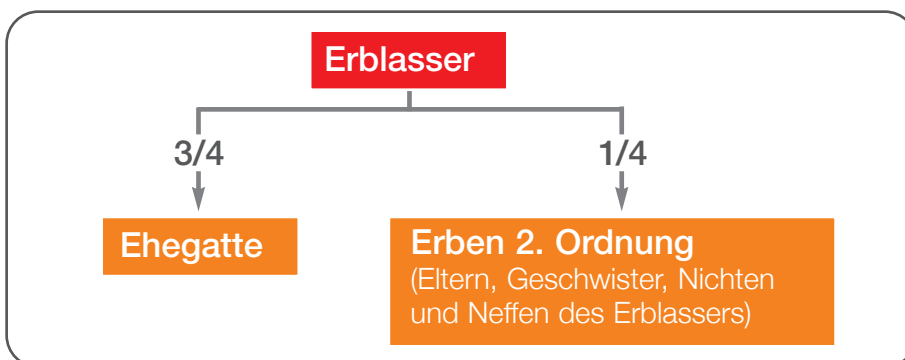 Erblasser
3/4
1/4
Ehegatte
Erben 2. Ordnung
(Eltern, Geschwister, Nichten
und Neffen des Erblassers)